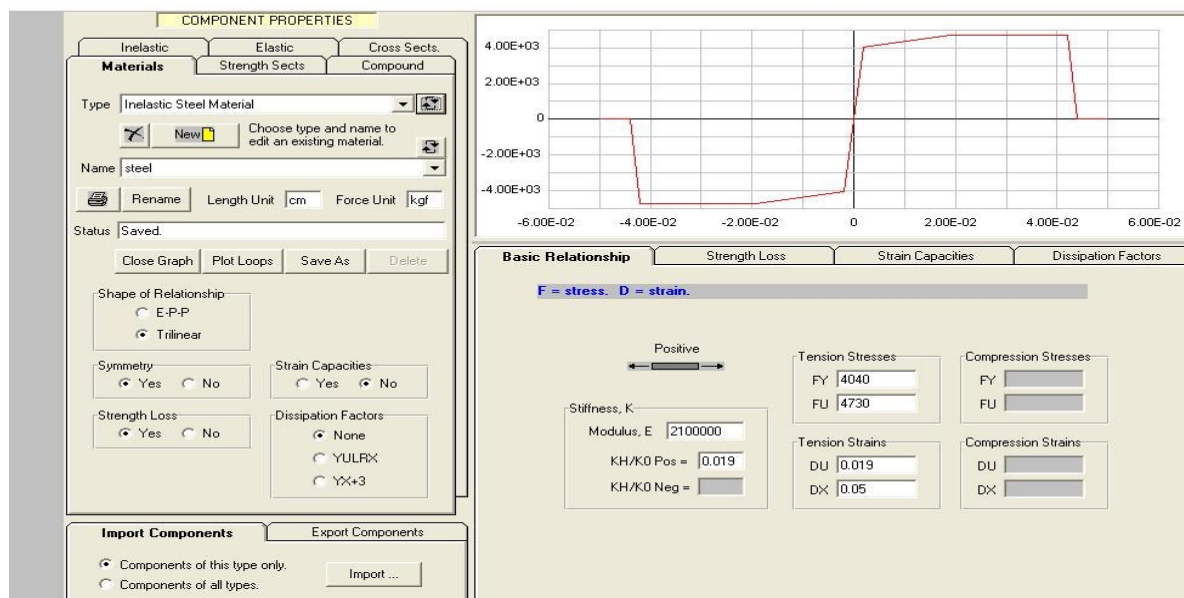 COMPONENT PROPERTIES
Inelastic Elastic Cross Sects.
Materials Strength Sects Compound
Type Inelastic Steel Material
New Choose type and name to
edit an existing material.
Name steel
Rename Length Unit cm Force Unit kgf
Status Saved.
Close Graph Plot Loops Save As Delete
Shape of Relationship
E-P-P
Trilinear
Symmetry
Yes No
Strain Capacities
Yes No
Strength Loss
Yes No
Dissipation Factors
None
YULRX
YX+3
Import Components Export Components
Components of this type only.
Components of all types.
Import ...
4.00E+03
2.00E+03
0
-2.00E+03
-4.00E+03
-6.00E-02 -4.00E-02 -2.00E-02 0 2.00E-02 4.00E-02 6.00E-02
Basic Relationship Strength Loss Strain Capacities Dissipation Factors
F = stress. D = strain.
Positive
Stiffness, K
Modulus, E 2100000
KH/K0 Pos = 0.019
KH/K0 Neg =
Tension Stresses
FY 4040
FU 4730
Compression Stresses
FY
FU
Tension Strains
DU 0.019
DX 0.05
Compression Strains
DU
DX